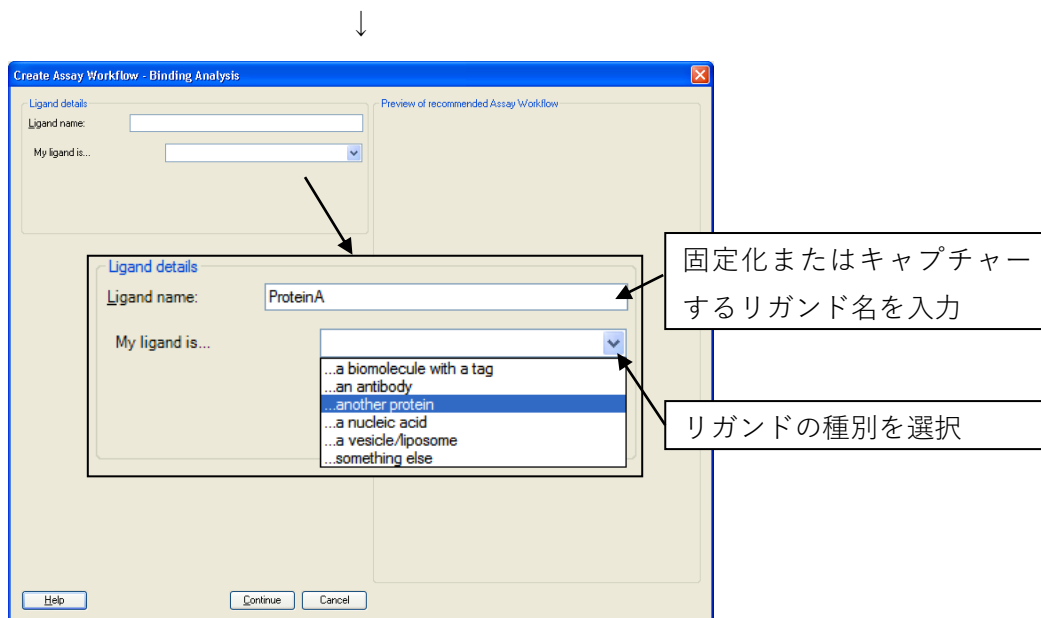 ↓
Create Assay Workflow - Binding Analysis
Ligand details
Ligand name:
My ligand is...
Preview of recommended Assay Workflow
Ligand details
Ligand name: ProteinA
My ligand is...
...a biomolecule with a tag
...an antibody
...another protein
...a nucleic acid
...a vesicle/liposome
...something else
固定化またはキャプチャー
するリガンド名を入力
リガンドの種別を選択
Help Continue Cancel